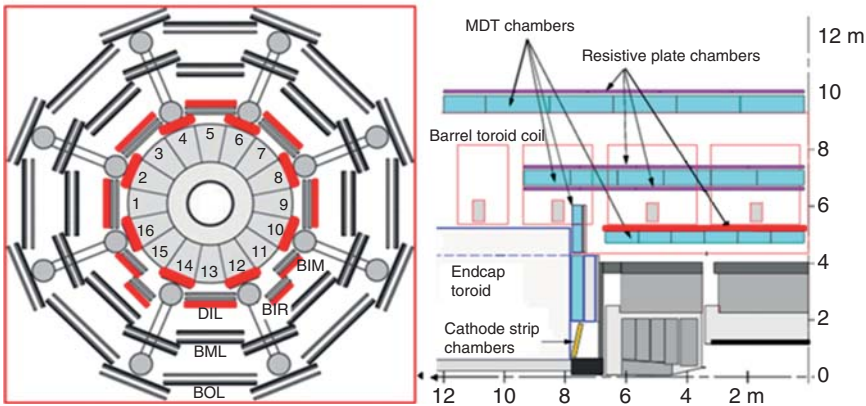 1
2
3
4
5
6
7
8
9
10
11
12
13
14
15
16
BIM
BIR
DIL
BML
BOL
MDT chambers
Resistive plate chambers
Barrel toroid coil
Endcap
toroid
Cathode strip
chambers
12 m
10
8
6
4
2
0
12 10 8 6 4 2 m